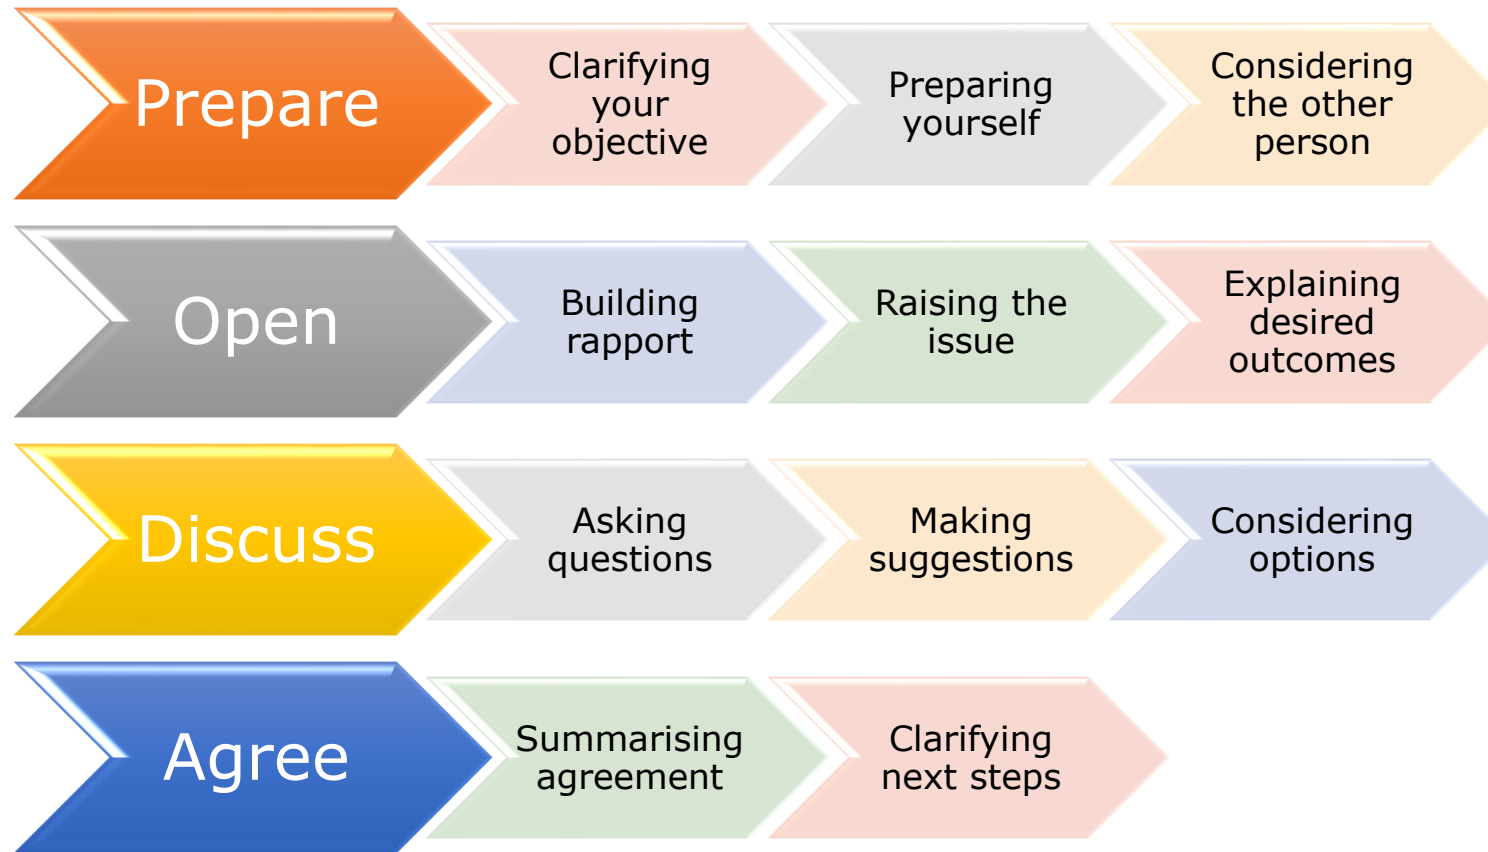 Prepare
Clarifying
your
objective
Preparing
yourself
Considering
the other
person
Open
Building
rapport
Raising the
issue
Explaining
desired
outcomes
Discuss
Asking
questions
Making
suggestions
Considering
options
Agree
Summarising
agreement
Clarifying
next steps